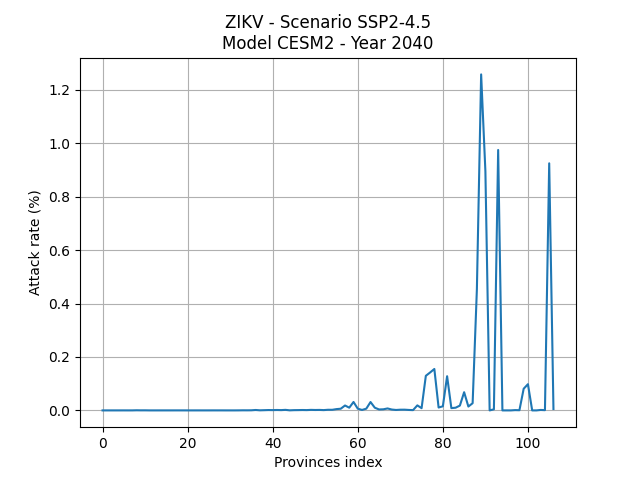 ZIKV - Scenario SSP2-4.5
Model CESM2 - Year 2040
Attack rate (%)
1.2
1.0
0.8
0.6
0.4
0.2
0.0
0 20 40 60 80 100
Provinces index